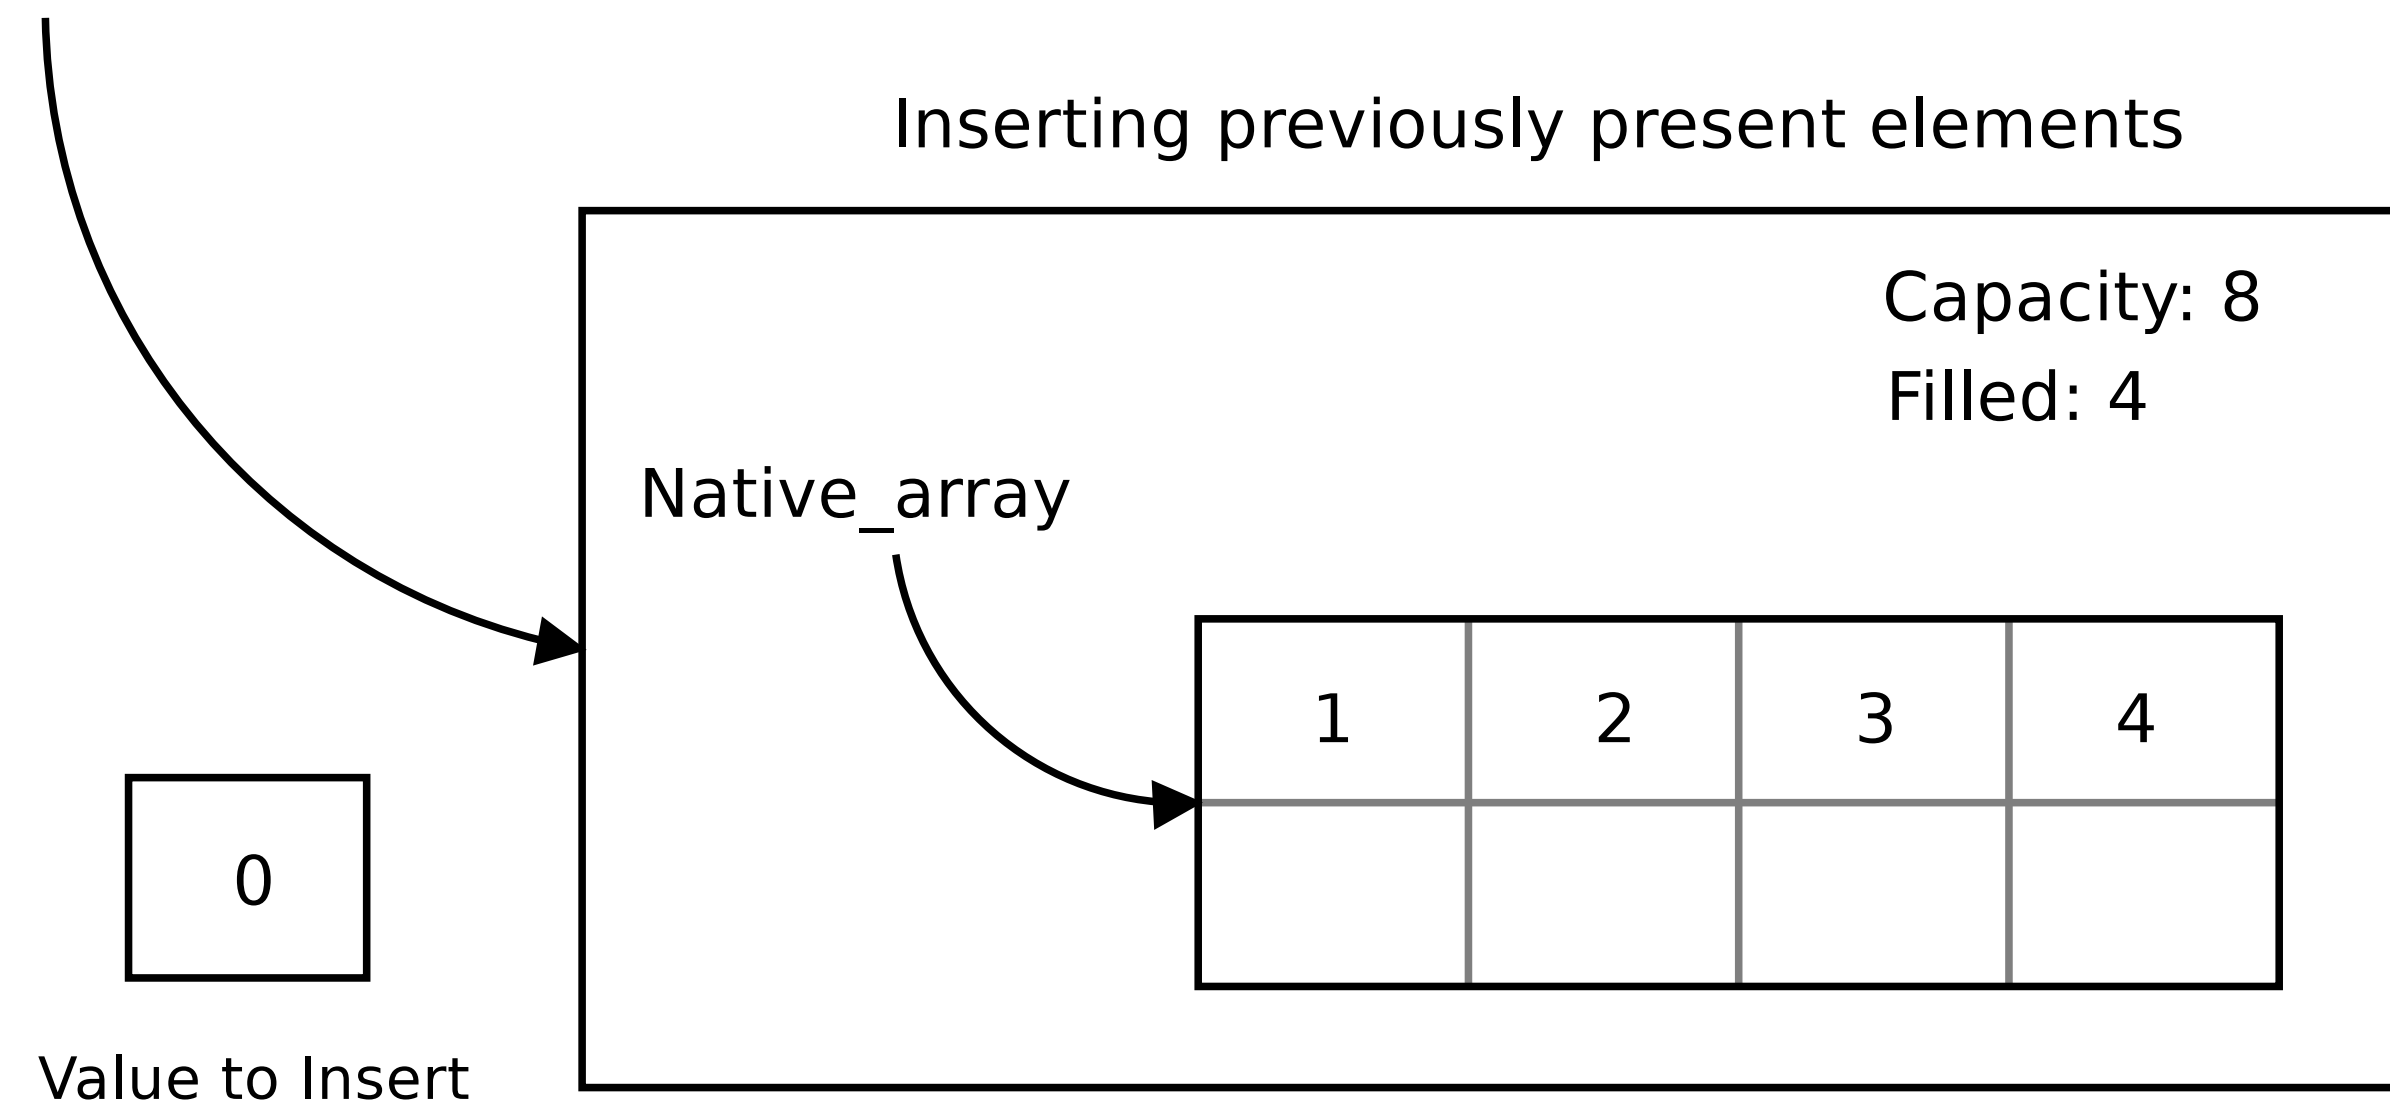 Inserting previously present elements
Capacity: 8
Filled: 4
Native_array
1 2 3 4
0
Value to Insert